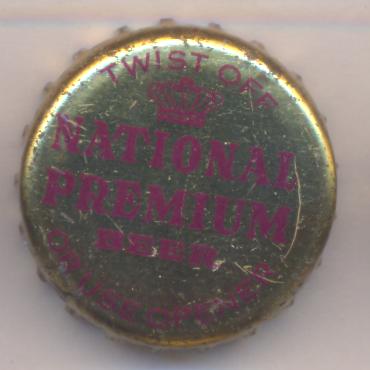 TWIST OFF
NATIONAL
PREMIUM
BEER
OR USE OPENER